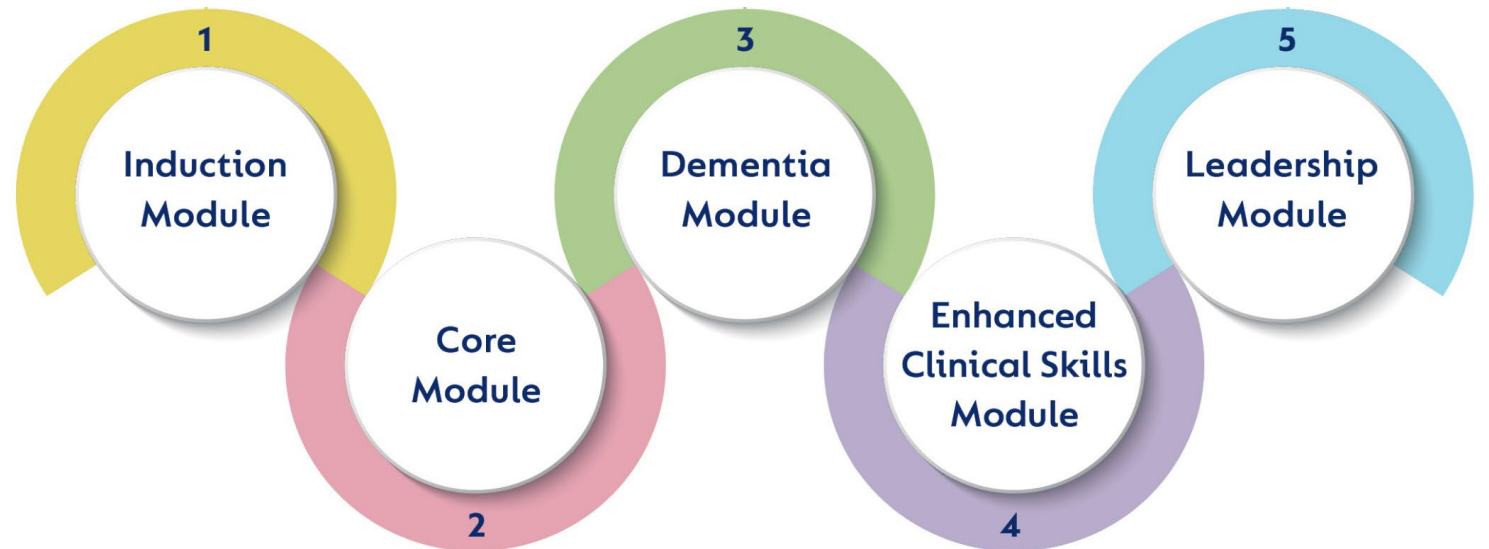 1
Induction
Module
2
Core
Module
3
Dementia
Module
4
Enhanced
Clinical Skills
Module
5
Leadership
Module